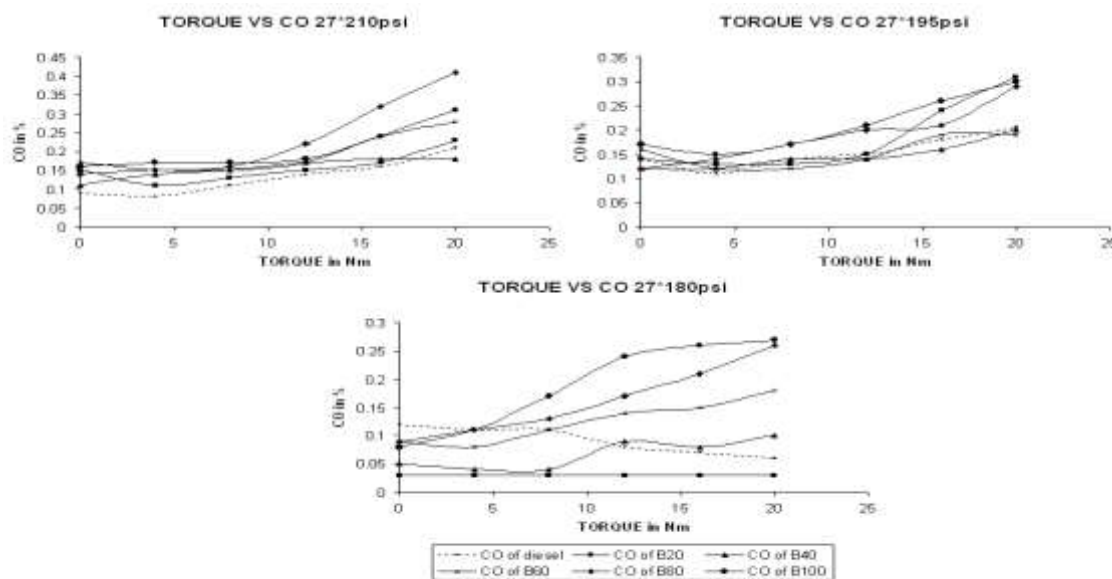 TORQUE VS CO 27°210psi
CO in %
0.45
0.4
0.35
0.3
0.25
0.2
0.15
0.1
0.05
0
0 5 10 15 20 25
TORQUE in Nm
TORQUE VS CO 27°195psi
CO in %
0.35
0.3
0.25
0.2
0.15
0.1
0.05
0
0 5 10 15 20 25
TORQUE in Nm
TORQUE VS CO 27°180psi
CO in %
0.3
0.25
0.2
0.15
0.1
0.05
0
0 5 10 15 20 25
TORQUE in Nm
CO of diesel CO of B20 CO of B40
CO of B60 CO of B80 CO of B100